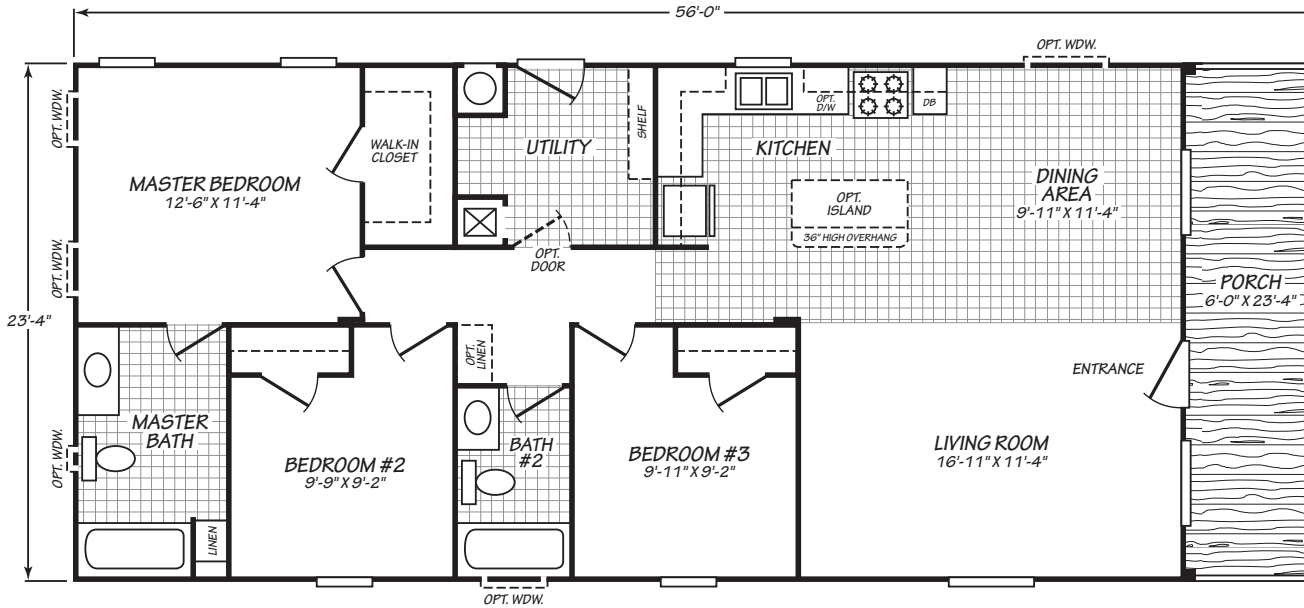 56'-0"
OPT. WDW.
OPT. WDW.
WALK-IN
CLOSET
UTILITY
SHELF
OPT.
D/W
DB
KITCHEN
MASTER BEDROOM
12'-6" X 11'-4"
OPT.
ISLAND
36" HIGH OVERHANG
DINING
AREA
9'-11" X 11'-4"
OPT. WDW.
OPT.
DOOR
PORCH
6'-0" X 23'-4"
23'-4"
OPT.
LINEN
ENTRANCE
MASTER
BATH
OPT. WDW.
BEDROOM #2
9'-9" X 9'-2"
BATH
#2
BEDROOM #3
9'-11" X 9'-2"
LIVING ROOM
16'-11" X 11'-4"
LINEN
OPT. WDW.